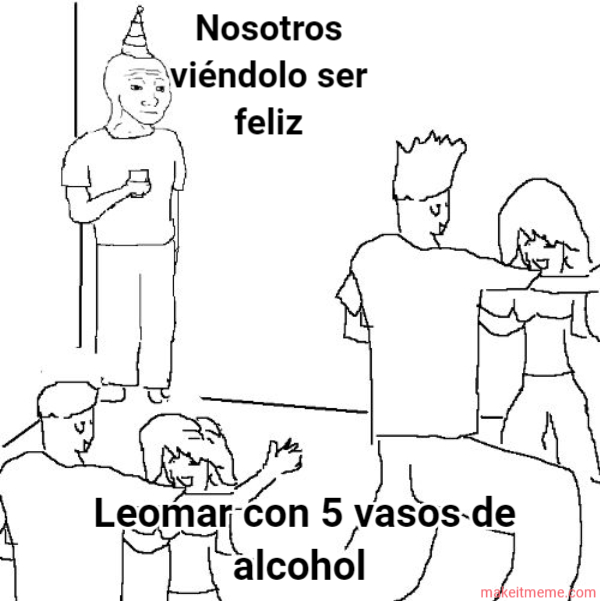 Nosotros
viéndolo ser
feliz
Leomar con 5 vasos de
alcohol
makeitmeme.com